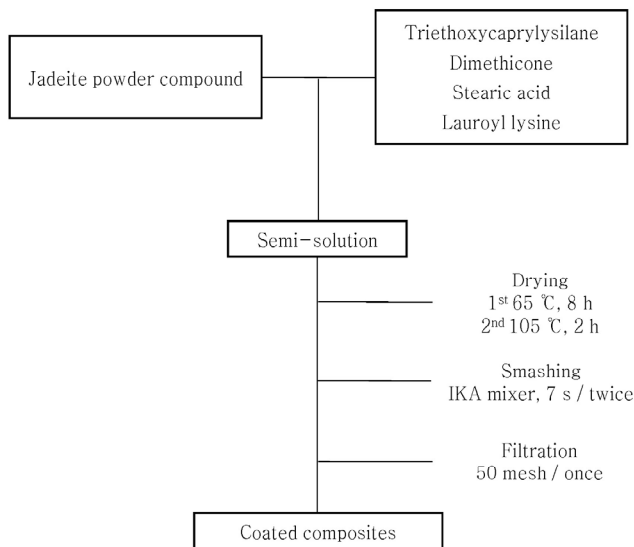 Jadeite powder compound
Triethoxycaprylysilane
Dimethicone
Stearic acid
Lauroyl lysine
Semi-solution
Drying
1st 65 ℃, 8 h
2nd 105 ℃, 2 h
Smashing
IKA mixer, 7 s / twice
Filtration
50 mesh / once
Coated composites